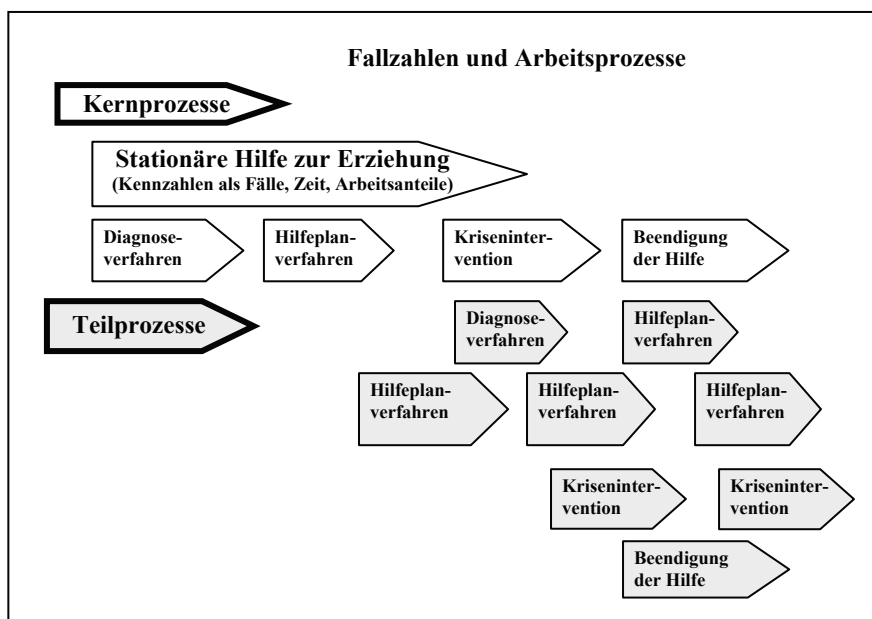 Fallzahlen und Arbeitsprozesse
Kernprozesse
Stationäre Hilfe zur Erziehung
(Kennzahlen als Fälle, Zeit, Arbeitsanteile)
Diagnose-
verfahren
Hilfeplan-
verfahren
Kriseninter-
vention
Beendigung
der Hilfe
Teilprozesse
Diagnose-
verfahren
Hilfeplan-
verfahren
Hilfeplan-
verfahren
Hilfeplan-
verfahren
Hilfeplan-
verfahren
Kriseninter-
vention
Kriseninter-
vention
Beendigung
der Hilfe